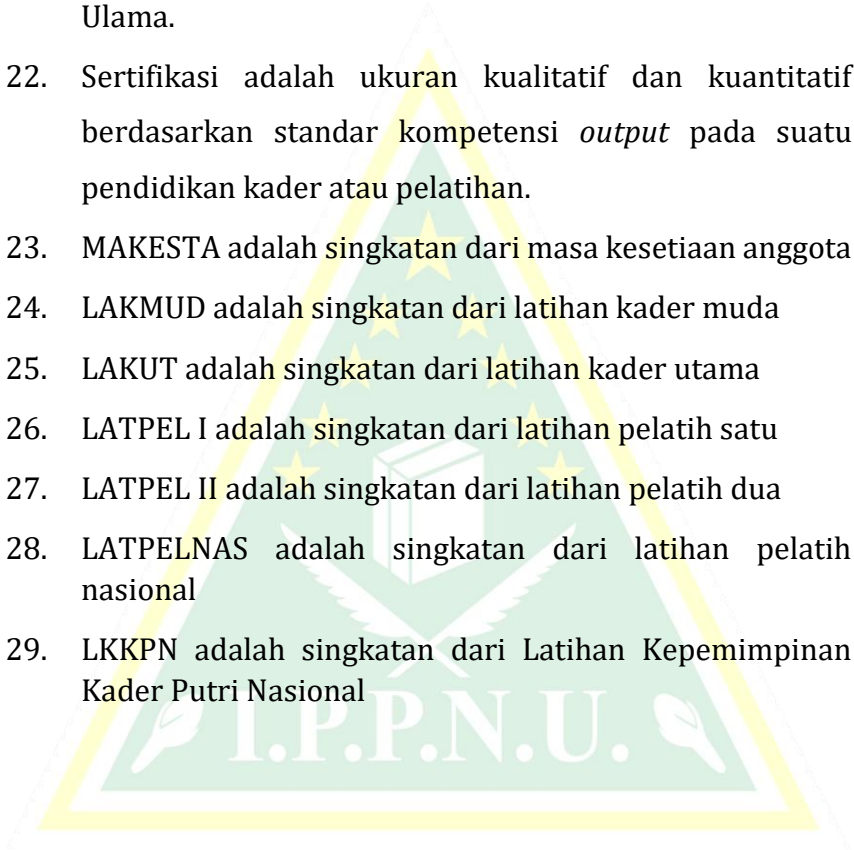 Ulama.
22. Sertifikasi adalah ukuran kualitatif dan kuantitatif
berdasarkan standar kompetensi output pada suatu
pendidikan kader atau pelatihan.
23. MAKESTA adalah singkatan dari masa kesetiaan anggota
24. LAKMUD adalah singkatan dari latihan kader muda
25. LAKUT adalah singkatan dari latihan kader utama
26. LATPEL I adalah singkatan dari latihan pelatih satu
27. LATPEL II adalah singkatan dari latihan pelatih dua
28. LATPELNAS adalah singkatan dari latihan pelatih
nasional
29. LKKPN adalah singkatan dari Latihan Kepemimpinan
Kader Putri Nasional
I.P.P.N.U.